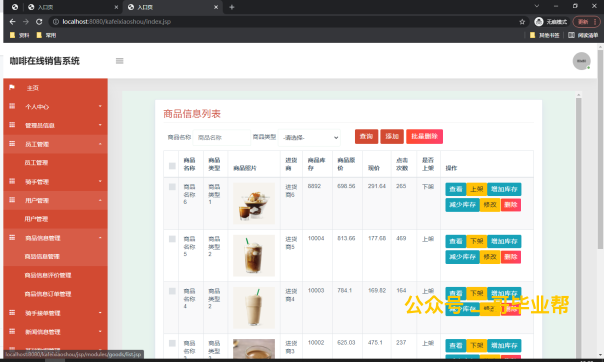 入口页
入口页
localhost:8080/kafeixiaoshou/index.jsp
无痕模式
更新
资料
常用
其他书签
阅读清单
咖啡在线销售系统
主页
个人中心
管理员信息
员工管理
员工管理
骑手管理
用户管理
用户管理
商品信息管理
商品信息管理
商品信息评价管理
商品信息订单管理
骑手接单管理
新闻信息管理
商品信息列表
商品名称 商品名称 商品类型 -请选择- 查询 添加 批量删除
商品名称 商品类型 商品照片 进货商 商品库存 商品原价 现价 点击次数 是否上架 操作
商品名称6 商品类型1 进货商6 8892 698.56 291.64 265 下架 查看 上架 增加库存
减少库存 修改 删除
商品名称5 商品类型2 进货商5 10004 813.66 177.68 469 上架 查看 下架 增加库存
减少库存 修改 删除
商品名称4 商品类型2 进货商4 10003 784.1 169.82 164 上架 查看 下架 增加库存
减少库存 修改 删除
商品 商品 进货商3 10002 625.03 475.1 237 上架 查看 下架 增加库存
公众号 毕业帮
localhost:8080/kafeixiaoshou/jsp/modules/goods/list.jsp